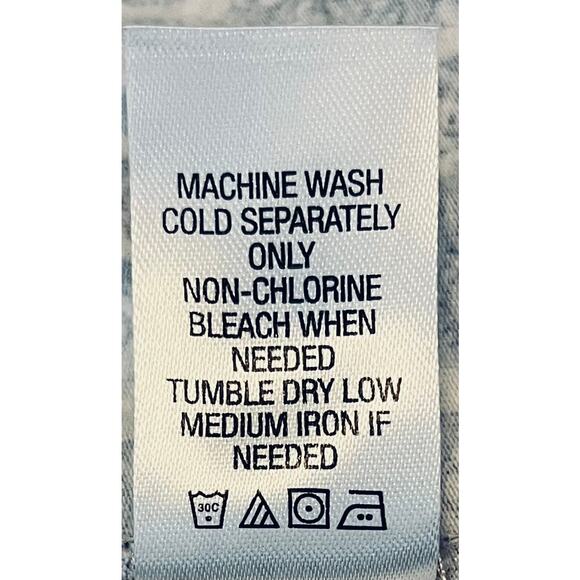 MACHINE WASH
COLD SEPARATELY
ONLY
NON-CHLORINE
BLEACH WHEN
NEEDED
TUMBLE DRY LOW
MEDIUM IRON IF
NEEDED
30C